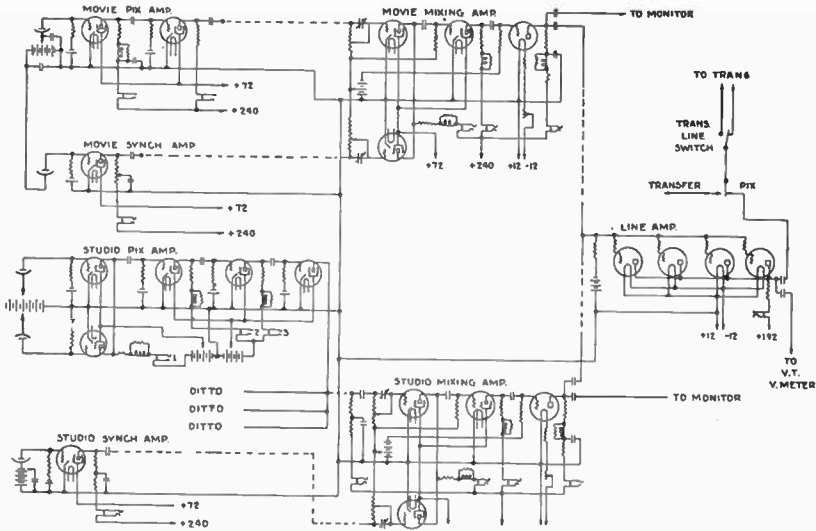 MOVIE PIX AMP.
+72
+240
MOVIE SYNCH AMP
+72
+240
STUDIO PIX AMP.
1
2
3
DITTO
DITTO
DITTO
STUDIO SYNCH AMP.
+72
+240
MOVIE MIXING AMP.
TO MONITOR
+72
+240
+12 -12
TO TRANS
TRANS.
LINE
SWITCH
TRANSFER
PIX
LINE AMP.
+12
-12
+192
TO
V.T.
V.METER
STUDIO MIXING AMP.
TO MONITOR